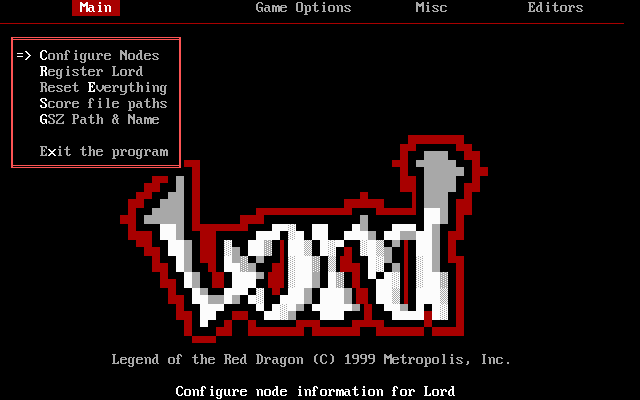 Main Game Options Misc Editors
=> Configure Nodes
Register Lord
Reset Everything
Score file paths
GSZ Path & Name
Exit the program
Lord
Legend of the Red Dragon (C) 1999 Metropolis, Inc.
Configure node information for Lord